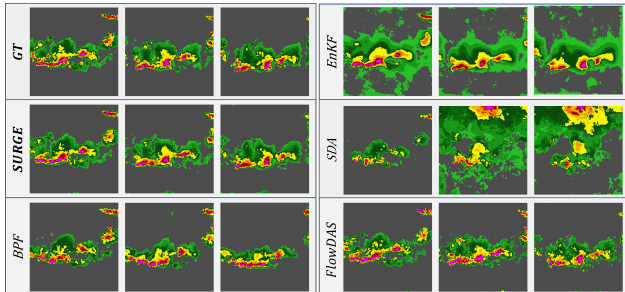 GT
SURGE
BPF
EnKF
SDA
FlowDAS